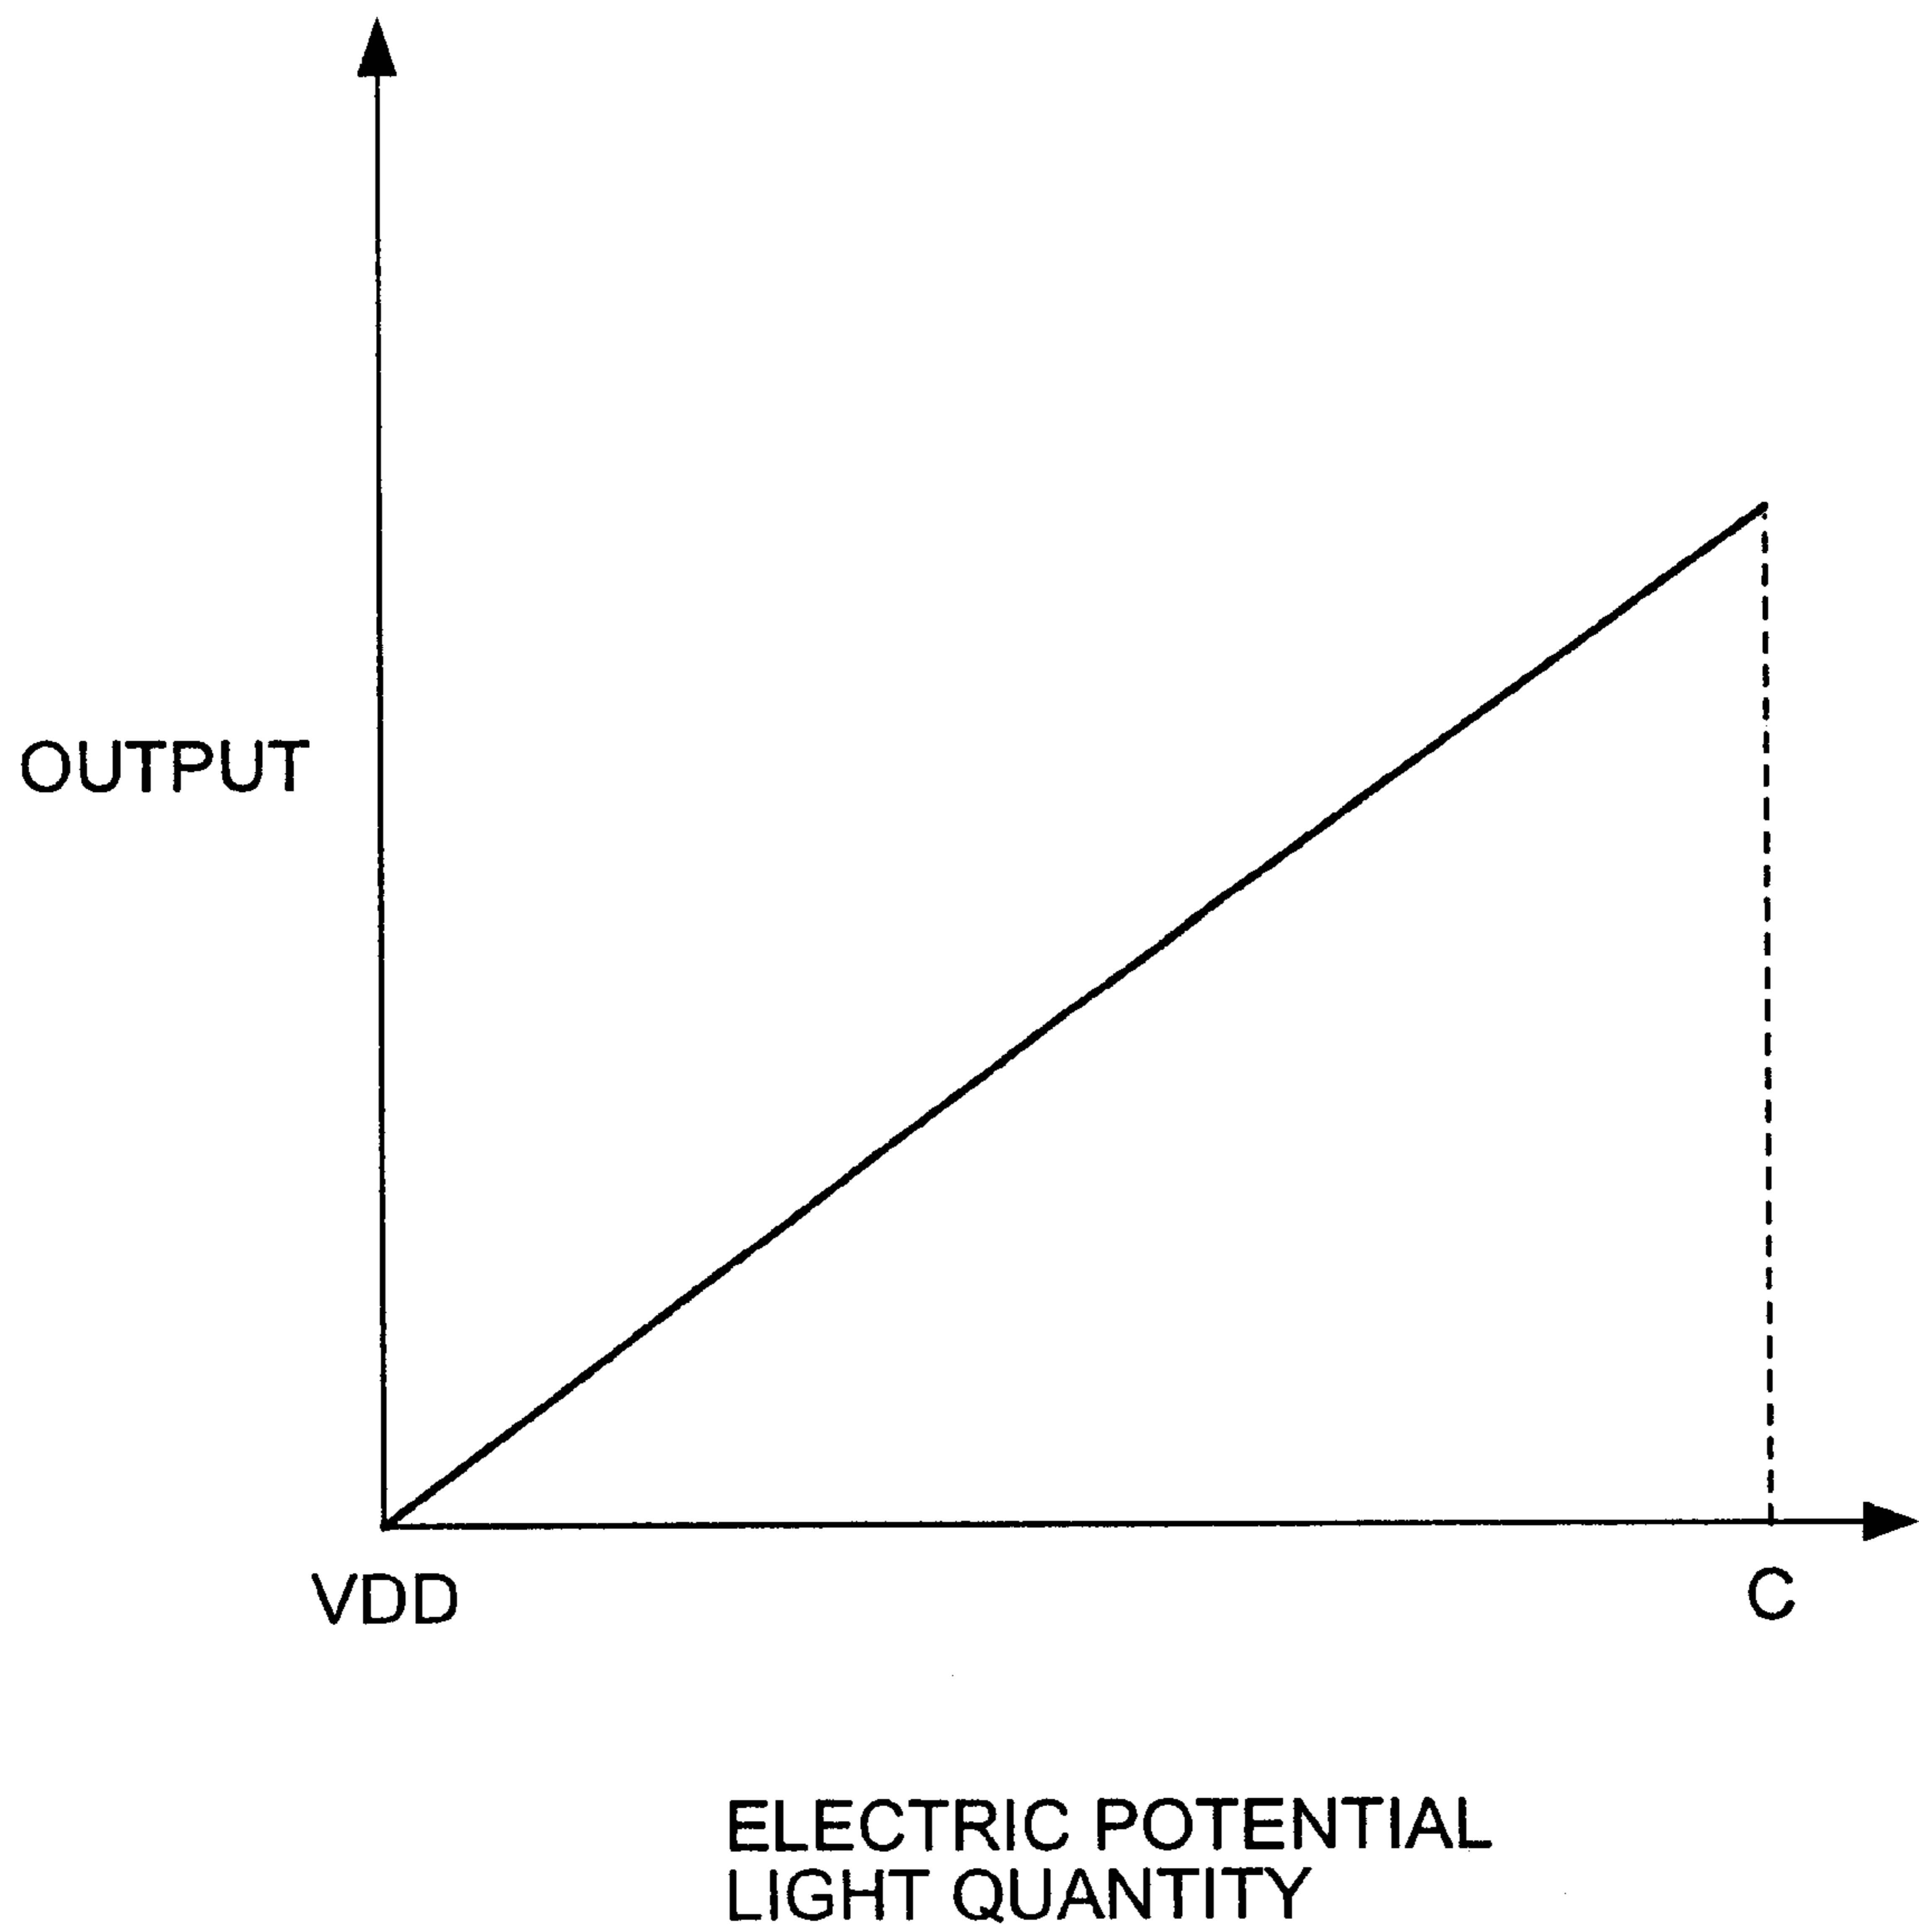 OUTPUT
VDD
C
ELECTRIC POTENTIAL
LIGHT QUANTITY